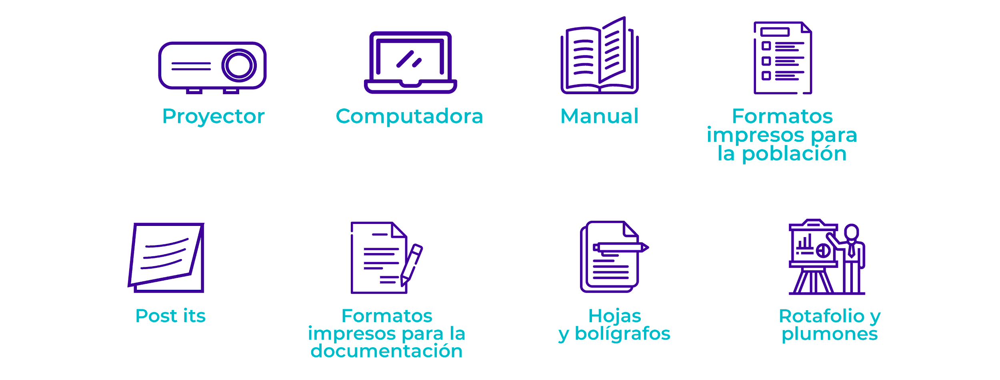 Proyector
Computadora
Manual
Formatos
impresos para
la población
Post its
Formatos
impresos para la
documentación
Hojas
y bolígrafos
Rotafolio y
plumones